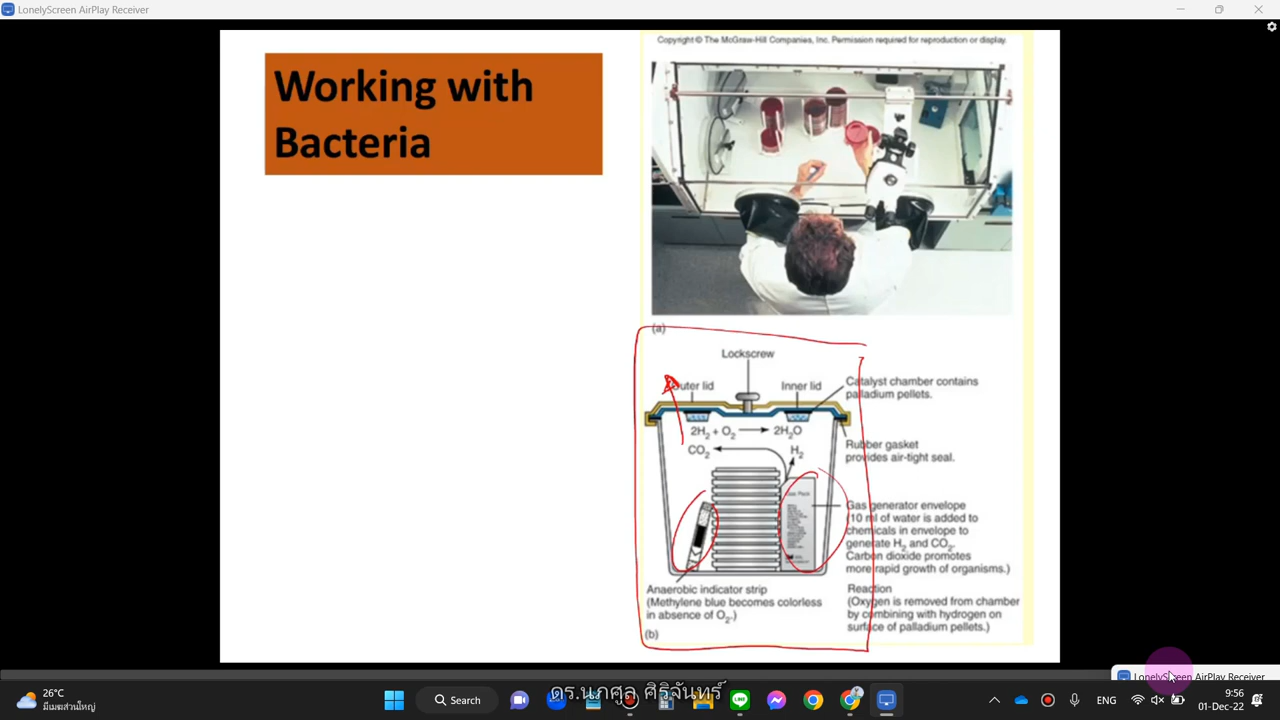 LonelyScreen AirPlay Receiver
Working with
Bacteria
Copyright © The McGraw-Hill Companies, Inc. Permission required for reproduction or display.
(a)
Lockscrew
Outer lid
Inner lid
Catalyst chamber contains
palladium pellets.
2H₂ + O₂ → 2H₂O
CO₂
H₂
Rubber gasket
provides air-tight seal.
Gas Pack
Gas generator envelope
(10 ml of water is added to
chemicals in envelope to
generate H₂ and CO₂.
Carbon dioxide promotes
more rapid growth of organisms.)
Anaerobic indicator strip
(Methylene blue becomes colorless
in absence of O₂.)
Reaction
(Oxygen is removed from chamber
by combining with hydrogen on
surface of palladium pellets.)
(b)
LonelyScreen AirPlay Receiver
ดร.นภศูล ศิริจันทร์
26°C
มีเมฆส่วนใหญ่
Search
ENG
9:56
01-Dec-22